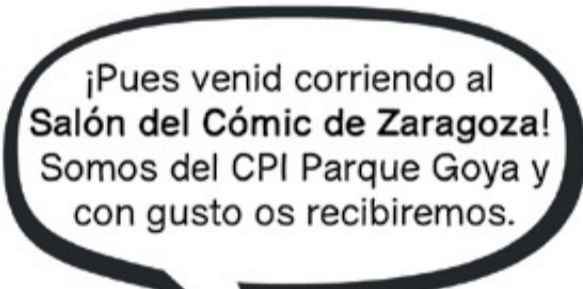 ¡Pues venid corriendo al
Salón del Cómic de Zaragoza!
Somos del CPI Parque Goya y
con gusto os recibiremos.